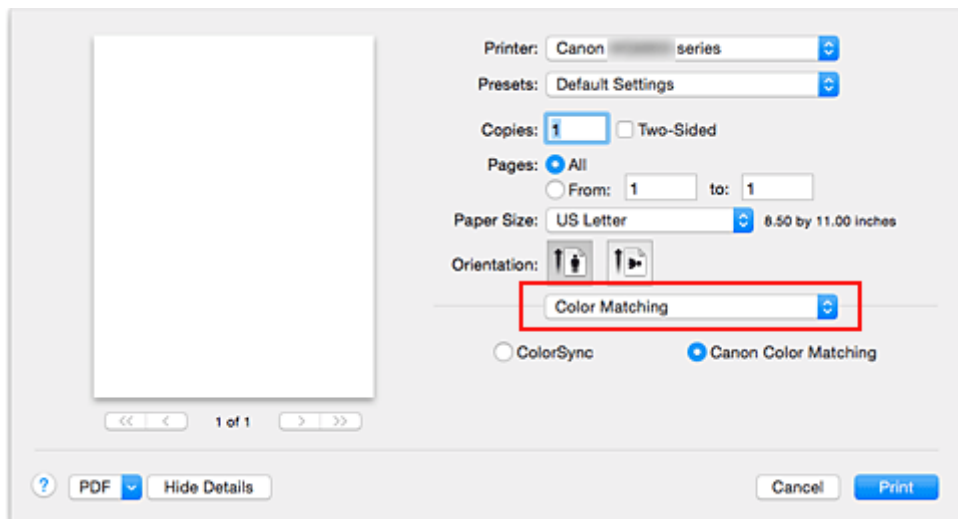 Printer: Canon series
Presets: Default Settings
Copies: 1 Two-Sided
Pages: All
From: 1 to: 1
Paper Size: US Letter 8.50 by 11.00 inches
Orientation:
Color Matching
ColorSync Canon Color Matching
<< < 1 of 1 > >>
? PDF Hide Details Cancel Print